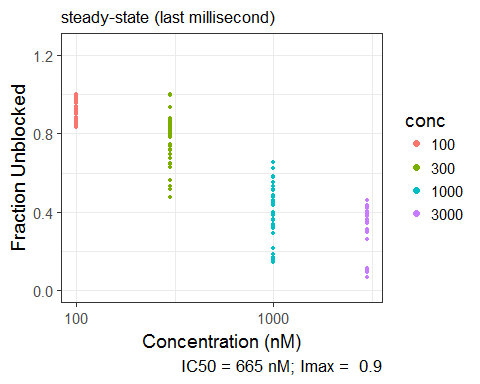 steady-state (last millisecond)
Fraction Unblocked
1.2
0.8
0.4
0.0
100
1000
Concentration (nM)
IC50 = 665 nM; Imax =  0.9
conc
100
300
1000
3000